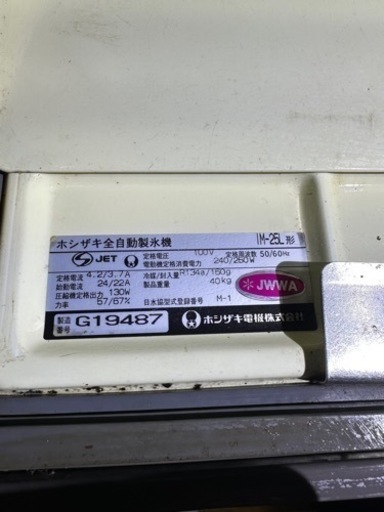 ホシザキ全自動製氷機 IM-25L形
JET 定格電圧 100V 定格周波数 50/60Hz
電動機定格消費電力 240/260W
定格電流 4.2/3.7A 冷媒/封入量 R134a/150g
始動電流 24/22A 製品重量 40kg
圧縮機定格出力 130W
力率 57/67% 日水協型式登録番号 M-1
JWWA
製造番号 G19487 ホシザキ電機株式会社